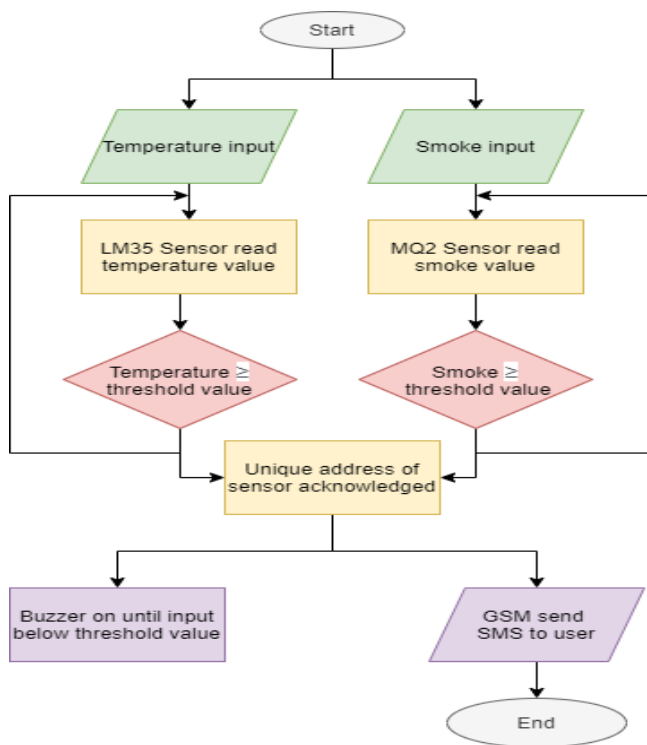 Start
Temperature input
Smoke input
LM35 Sensor read
temperature value
MQ2 Sensor read
smoke value
Temperature ≥
threshold value
Smoke ≥
threshold value
Unique address of
sensor acknowledged
Buzzer on until input
below threshold value
GSM send
SMS to user
End